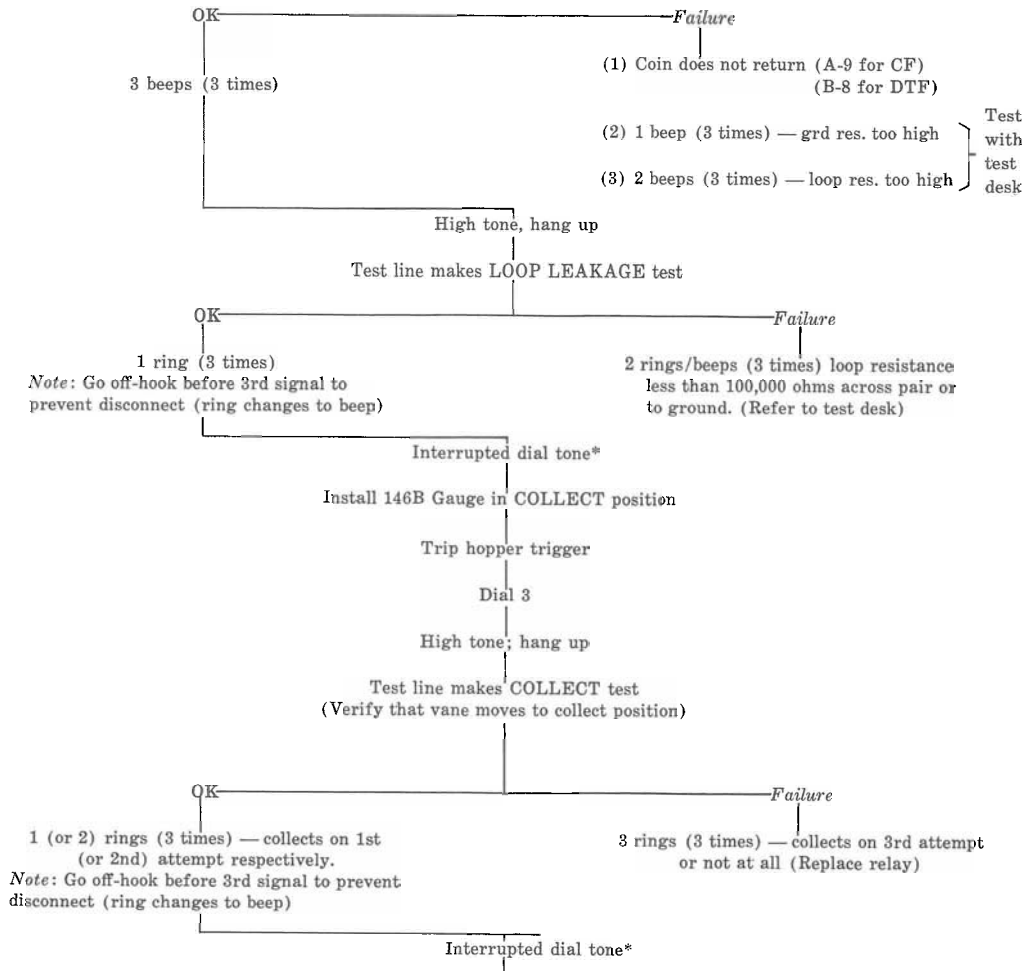 OK Failure
3 beeps (3 times)
(1) Coin does not return (A-9 for CF)
(B-8 for DTF)
(2) 1 beep (3 times) — grd res. too high
(3) 2 beeps (3 times) — loop res. too high
Test
with
test
desk
High tone, hang up
Test line makes LOOP LEAKAGE test
OK Failure
1 ring (3 times)
Note: Go off-hook before 3rd signal to
prevent disconnect (ring changes to beep)
2 rings/beeps (3 times) loop resistance
less than 100,000 ohms across pair or
to ground. (Refer to test desk)
Interrupted dial tone*
Install 146B Gauge in COLLECT position
Trip hopper trigger
Dial 3
High tone; hang up
Test line makes COLLECT test
(Verify that vane moves to collect position)
OK Failure
1 (or 2) rings (3 times) — collects on 1st
(or 2nd) attempt respectively.
Note: Go off-hook before 3rd signal to prevent
disconnect (ring changes to beep)
3 rings (3 times) — collects on 3rd attempt
or not at all (Replace relay)
Interrupted dial tone*